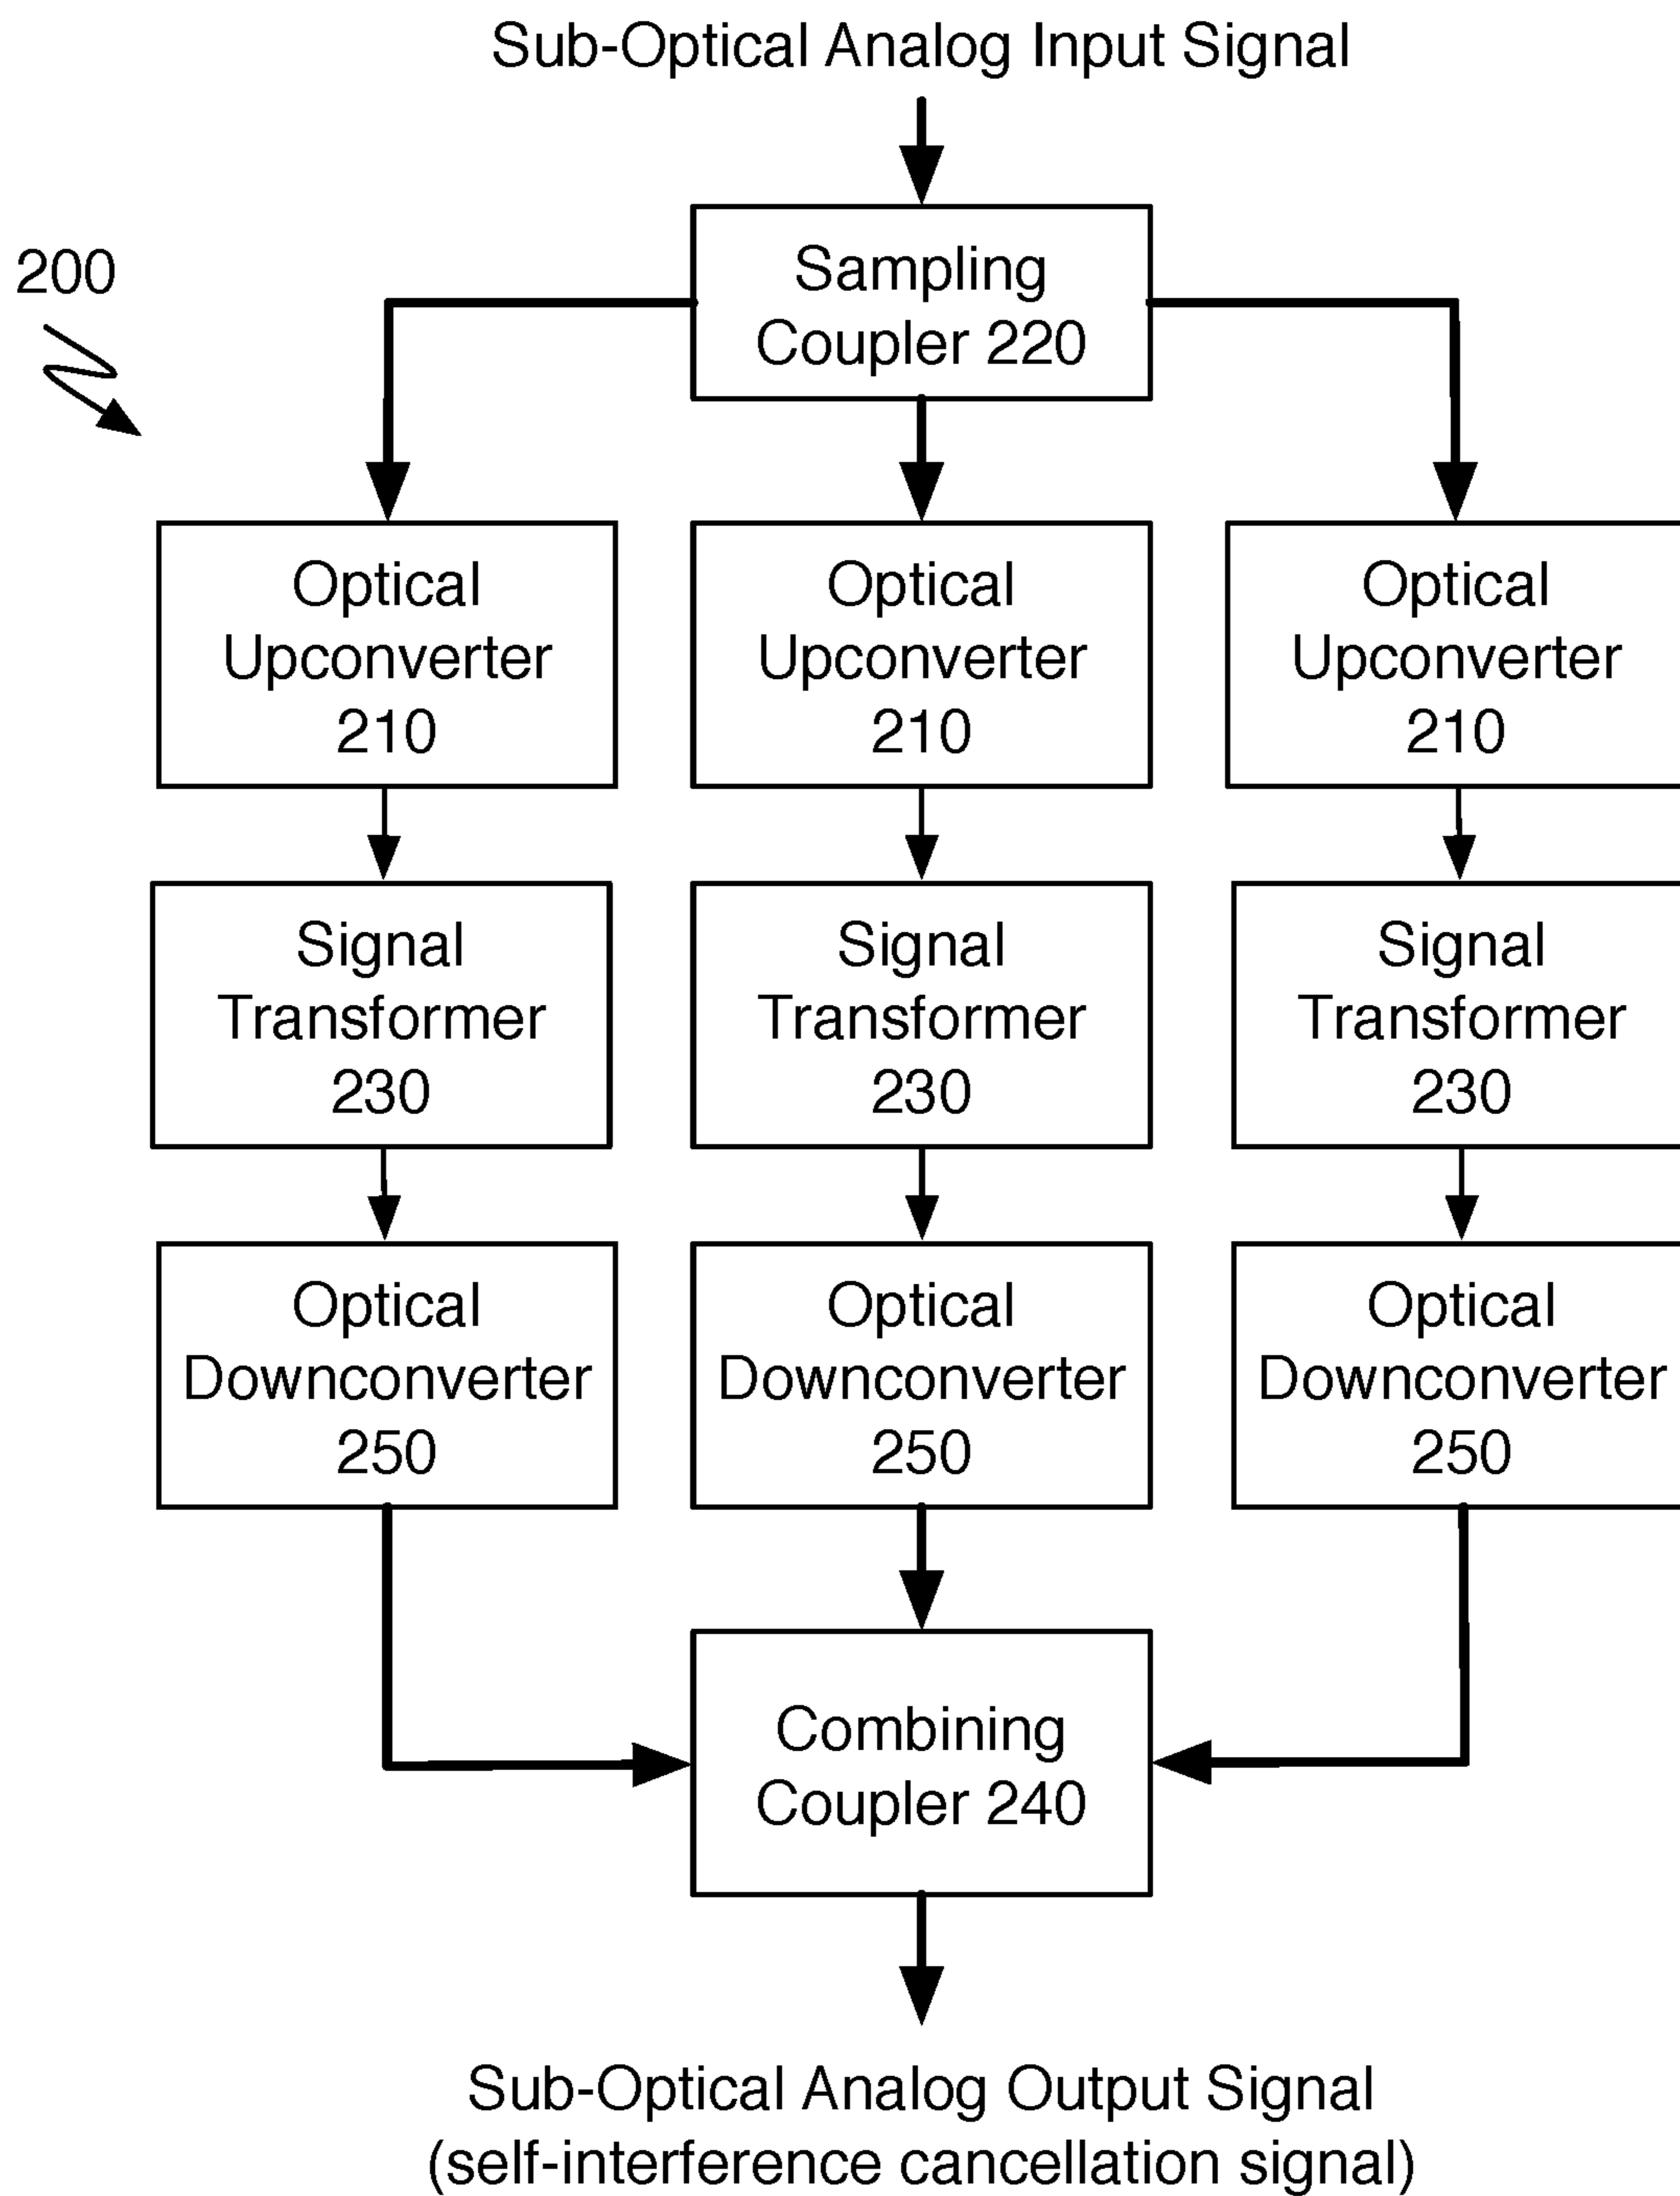 Sub-Optical Analog Input Signal
200
Sampling
Coupler 220
Optical
Upconverter
210
Optical
Upconverter
210
Optical
Upconverter
210
Signal
Transformer
230
Signal
Transformer
230
Signal
Transformer
230
Optical
Downconverter
250
Optical
Downconverter
250
Optical
Downconverter
250
Combining
Coupler 240
Sub-Optical Analog Output Signal
(self-interference cancellation signal)